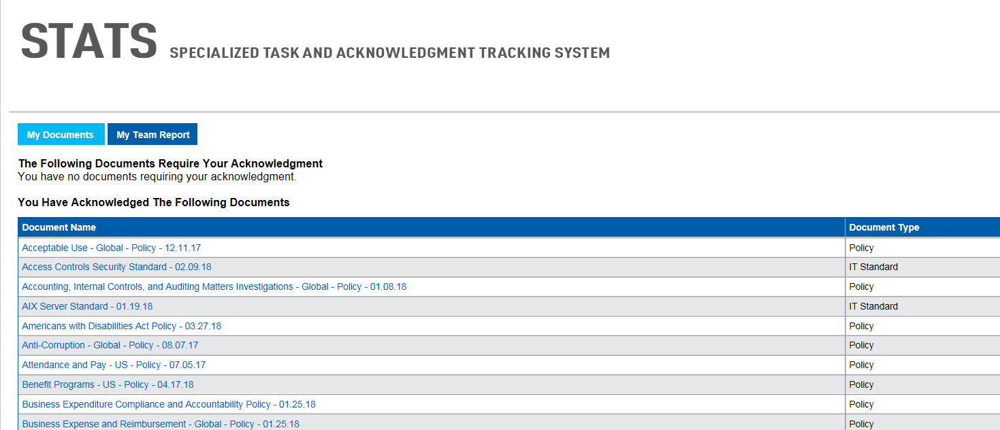 STATS SPECIALIZED TASK AND ACKNOWLEDGMENT TRACKING SYSTEM
My Documents My Team Report
The Following Documents Require Your Acknowledgment
You have no documents requiring your acknowledgment.
You Have Acknowledged The Following Documents
Document Name Document Type
Acceptable Use - Global - Policy - 12.11.17 Policy
Access Controls Security Standard - 02.09.18 IT Standard
Accounting, Internal Controls, and Auditing Matters Investigations - Global - Policy - 01.08.18 Policy
AIX Server Standard - 01.19.18 IT Standard
Americans with Disabilities Act Policy - 03.27.18 Policy
Anti-Corruption - Global - Policy - 08.07.17 Policy
Attendance and Pay - US - Policy - 07.05.17 Policy
Benefit Programs - US - Policy - 04.17.18 Policy
Business Expenditure Compliance and Accountability Policy - 01.25.18 Policy
Business Expense and Reimbursement - Global - Policy - 01.25.18 Policy